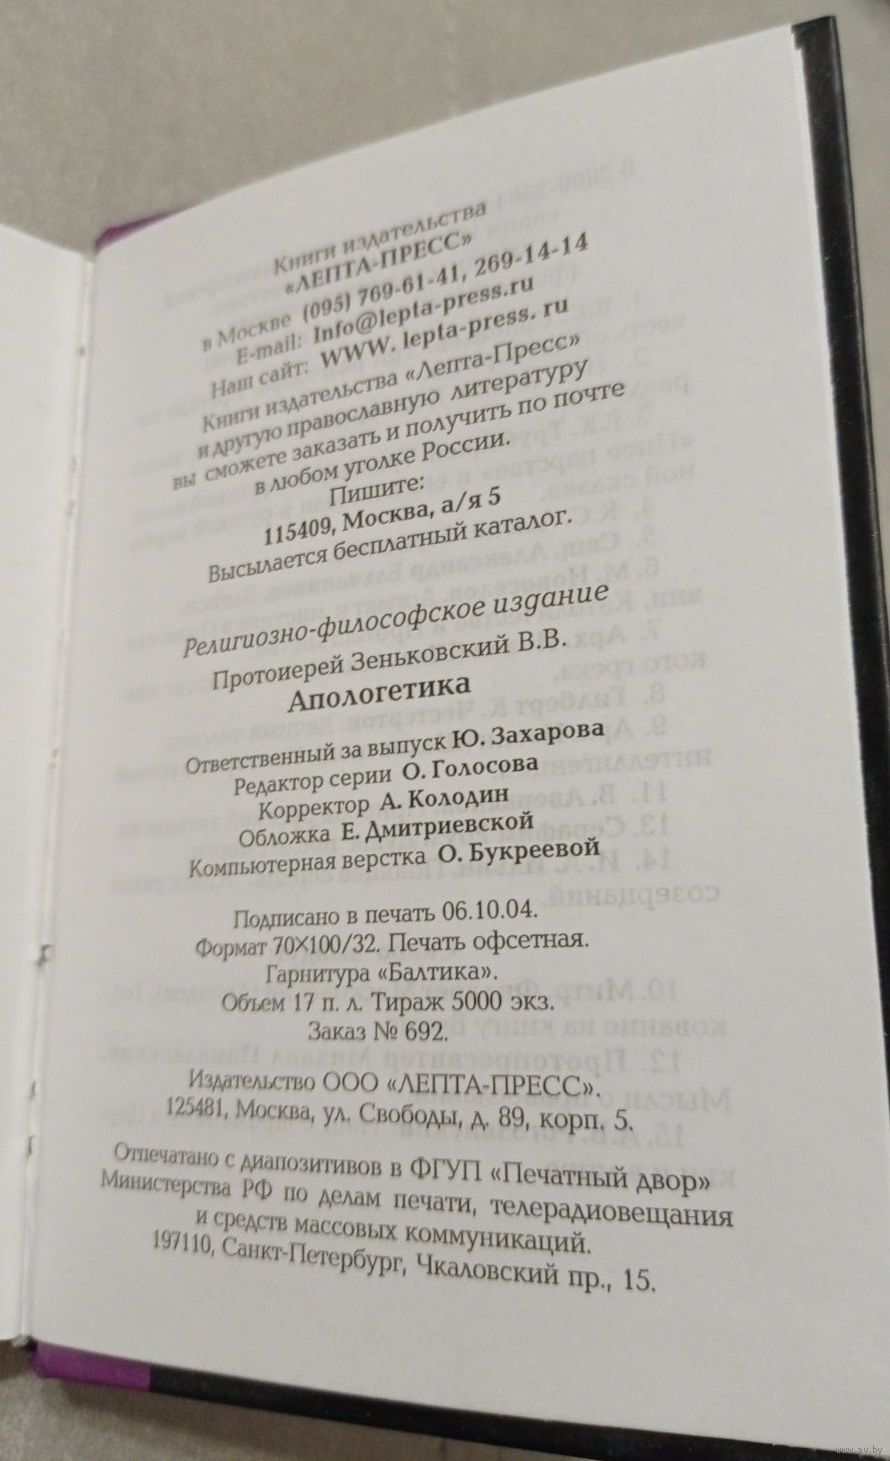 Книги издательства
«ЛЕПТА-ПРЕСС»
в Москве (095) 769-61-41, 269-14-14
E-mail: Info@lepta-press.ru
Наш сайт: WWW. lepta-press. ru
Книги издательства «Лепта-Пресс»
и другую православную литературу
вы сможете заказать и получить по почте
в любом уголке России.
Пишите:
115409, Москва, а/я 5
Высылается бесплатный каталог.
Религиозно-философское издание
Протоиерей Зеньковский В.В.
Апологетика
Ответственный за выпуск Ю. Захарова
Редактор серии О. Голосова
Корректор А. Колодин
Обложка Е. Дмитриевской
Компьютерная верстка О. Букреевой
Подписано в печать 06.10.04.
Формат 70×100/32. Печать офсетная.
Гарнитура «Балтика».
Объем 17 п. л. Тираж 5000 экз.
Заказ № 692.
Издательство ООО «ЛЕПТА-ПРЕСС».
125481, Москва, ул. Свободы, д. 89, корп. 5.
Отпечатано с диапозитивов в ФГУП «Печатный двор»
Министерства РФ по делам печати, телерадиовещания
и средств массовых коммуникаций.
197110, Санкт-Петербург, Чкаловский пр., 15.
www.av.by